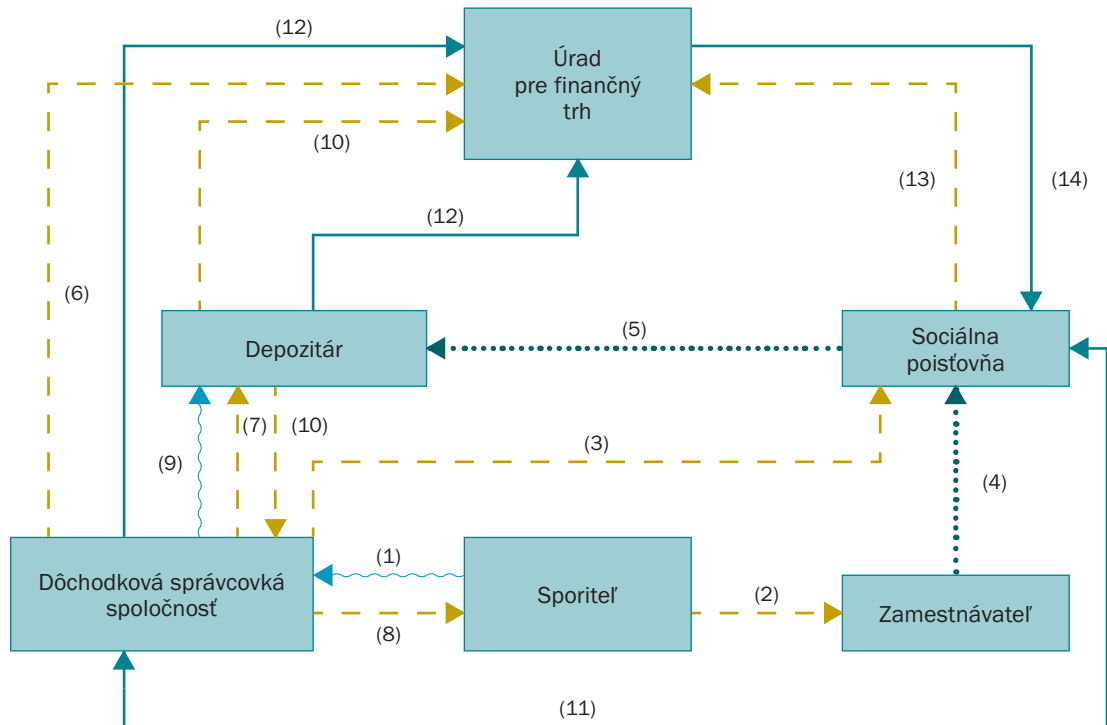 (12)
Úrad
pre finančný
trh
(10)
(13)
(14)
(12)
(6)
Depozitár
(5)
Sociálna
poisťovňa
(7)
(10)
(3)
(9)
(4)
(1)
Dôchodková správcovká
spoločnosť
Sporiteľ
(2)
Zamestnávateľ
(8)
(11)